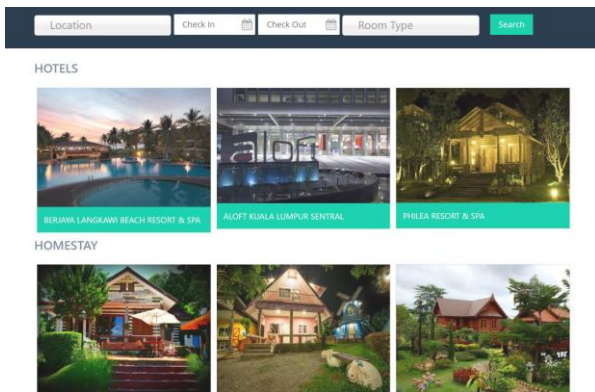 Location
Check In
Check Out
Room Type
Search
HOTELS
aloft
BERJAYA LANGKAWI BEACH RESORT & SPA
ALOFT KUALA LUMPUR SENTRAL
PHILEA RESORT & SPA
HOMESTAY